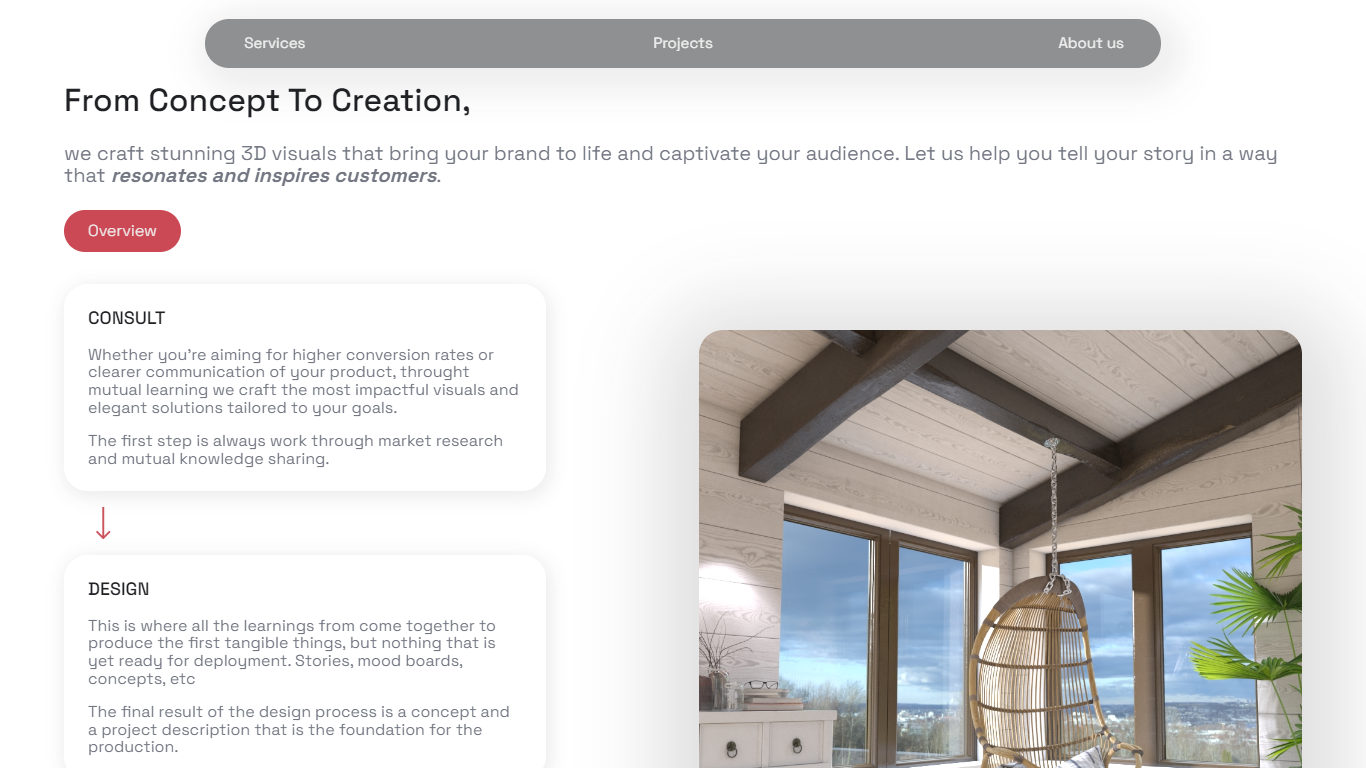 Services
Projects
About us
From Concept To Creation,
we craft stunning 3D visuals that bring your brand to life and captivate your audience. Let us help you tell your story in a way
that resonates and inspires customers.
Overview
CONSULT
Whether you're aiming for higher conversion rates or
clearer communication of your product, throught
mutual learning we craft the most impactful visuals and
elegant solutions tailored to your goals.
The first step is always work through market research
and mutual knowledge sharing.
DESIGN
This is where all the learnings from come together to
produce the first tangible things, but nothing that is
yet ready for deployment. Stories, mood boards,
concepts, etc
The final result of the design process is a concept and
a project description that is the foundation for the
production.